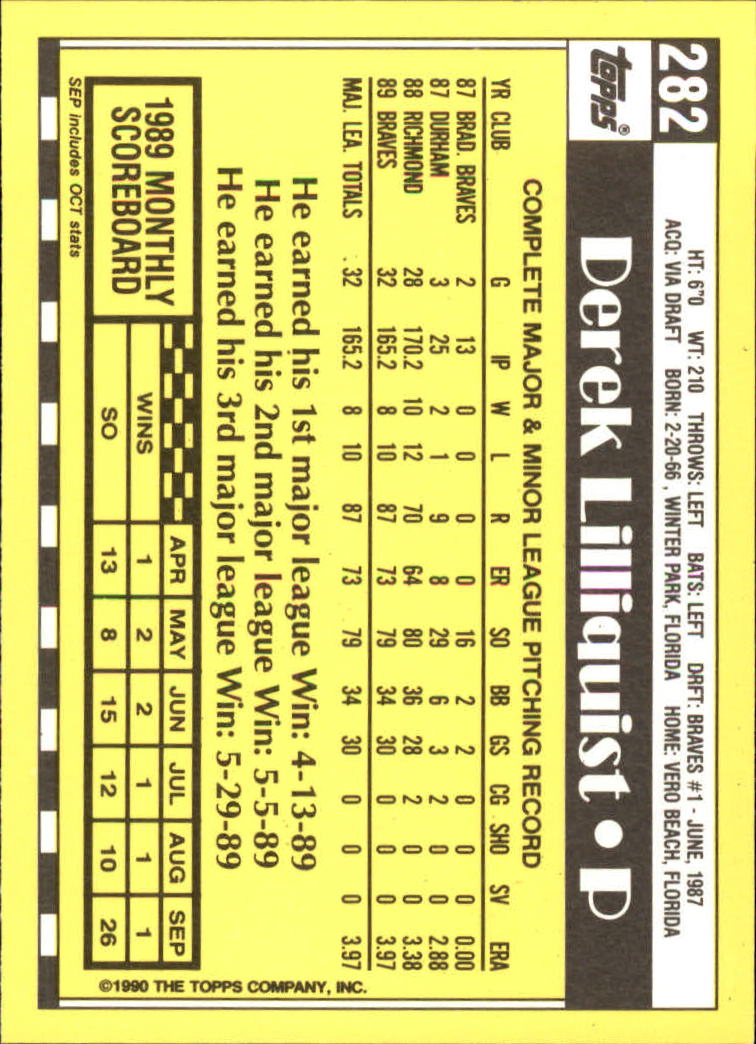 282
topps®
HT: 6"0 WT: 210 THROWS: LEFT BATS: LEFT DRFT: BRAVES #1 - JUNE, 1987
ACQ: VIA DRAFT BORN: 2-20-66 , WINTER PARK, FLORIDA HOME: VERO BEACH, FLORIDA
Derek Lilliquist • P
COMPLETE MAJOR & MINOR LEAGUE PITCHING RECORD
YR CLUB G IP W L R ER SO BB GS CG SHO SV ERA
87 BRAD. BRAVES 2 13 0 0 0 0 16 2 2 0 0 0 0.00
87 DURHAM 3 25 2 1 9 8 29 6 3 2 0 0 2.88
88 RICHMOND 28 170.2 10 12 70 64 80 36 28 2 0 0 3.38
89 BRAVES 32 165.2 8 10 87 73 79 34 30 0 0 0 3.97
MAJ. LEA. TOTALS 32 165.2 8 10 87 73 79 34 30 0 0 0 3.97
He earned his 1st major league Win: 4-13-89
He earned his 2nd major league Win: 5-5-89
He earned his 3rd major league Win: 5-29-89
1989 MONTHLY
SCOREBOARD
APR MAY JUN JUL AUG SEP
WINS 1 2 2 1 1 1
SO 13 8 15 12 10 26
SEP includes OCT stats
©1990 THE TOPPS COMPANY, INC.